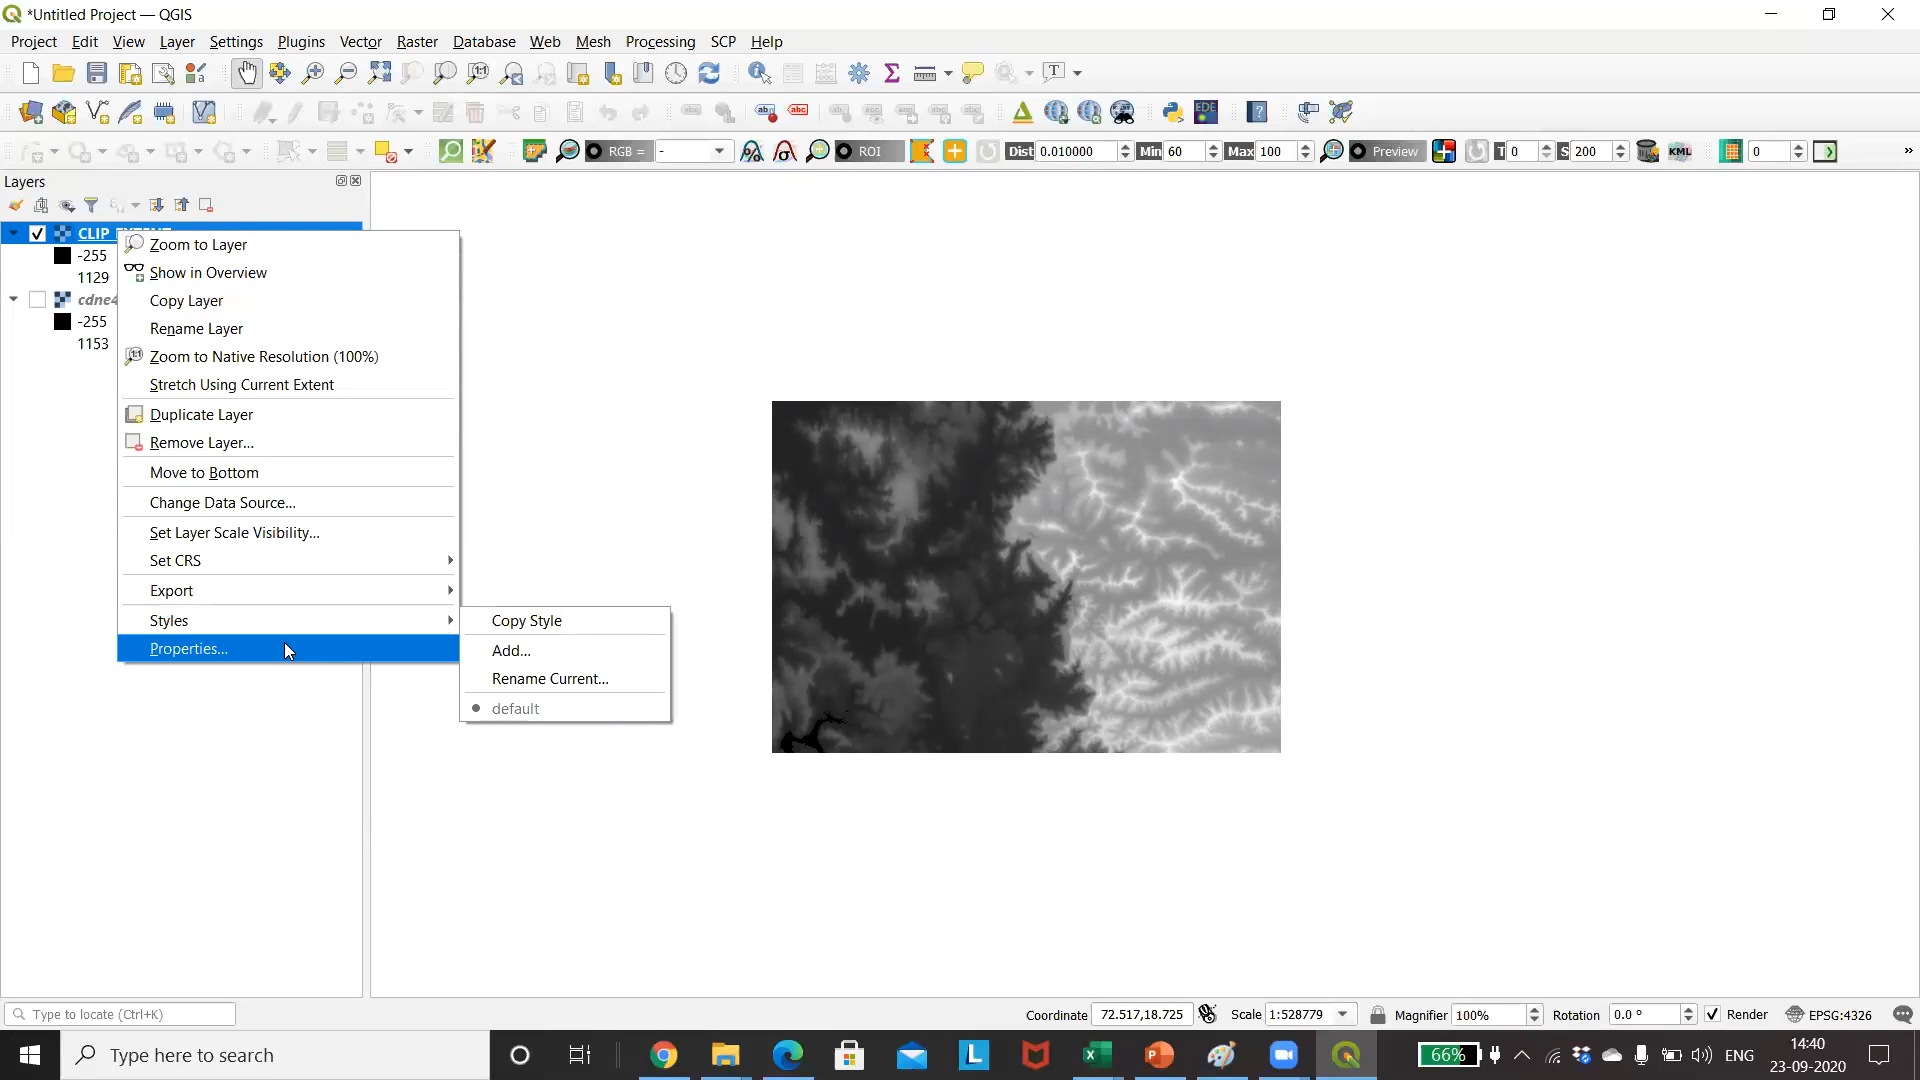 *Untitled Project — QGIS
Project Edit View Layer Settings Plugins Vector Raster Database Web Mesh Processing SCP Help
RGB = - ROI Dist 0.010000 Min 60 Max 100 Preview T 0 S 200 KML 0 »
Layers
CLIP
-255
1129
cdne4
-255
1153
Zoom to Layer
Show in Overview
Copy Layer
Rename Layer
Zoom to Native Resolution (100%)
Stretch Using Current Extent
Duplicate Layer
Remove Layer...
Move to Bottom
Change Data Source...
Set Layer Scale Visibility...
Set CRS
Export
Styles
Properties...
Copy Style
Add...
Rename Current...
default
Type to locate (Ctrl+K)
Coordinate 72.517,18.725 Scale 1:528779 Magnifier 100% Rotation 0.0 ° Render EPSG:4326
Type here to search
66% ENG
14:40
23-09-2020